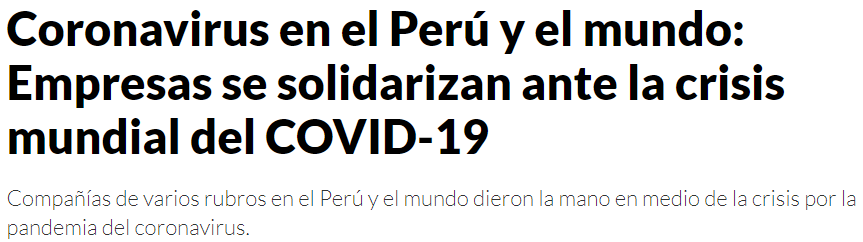 Coronavirus en el Perú y el mundo:
Empresas se solidarizan ante la crisis
mundial del COVID-19
Compañías de varios rubros en el Perú y el mundo dieron la mano en medio de la crisis por la
pandemia del coronavirus.